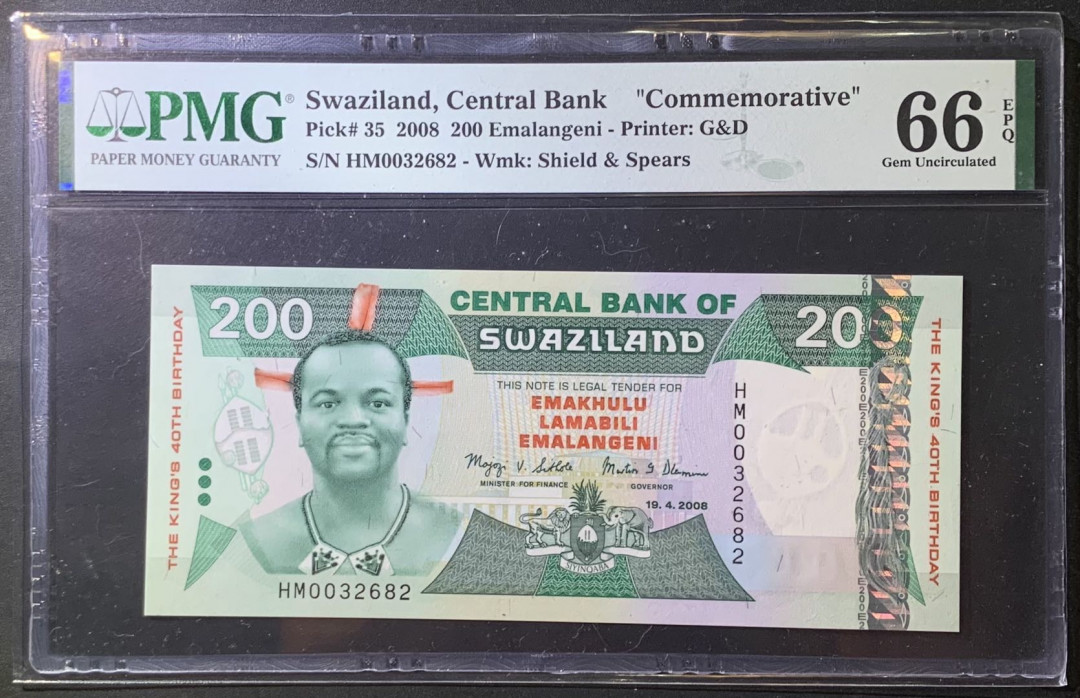 PMG®
PAPER MONEY GUARANTY
Swaziland, Central Bank "Commemorative"
Pick# 35 2008 200 Emalangeni - Printer: G&D
S/N HM0032682 - Wmk: Shield & Spears
66
EPQ
Gem Uncirculated
THE KING'S 40TH BIRTHDAY
200
CENTRAL BANK OF
SWAZILAND
200
THIS NOTE IS LEGAL TENDER FOR
EMAKHULU
LAMABILI
EMALANGENI
MINISTER FOR FINANCE
GOVERNOR
19. 4. 2008
SIYINQABA
HM0032682
HM0032682
THE KING'S 40TH BIRTHDAY